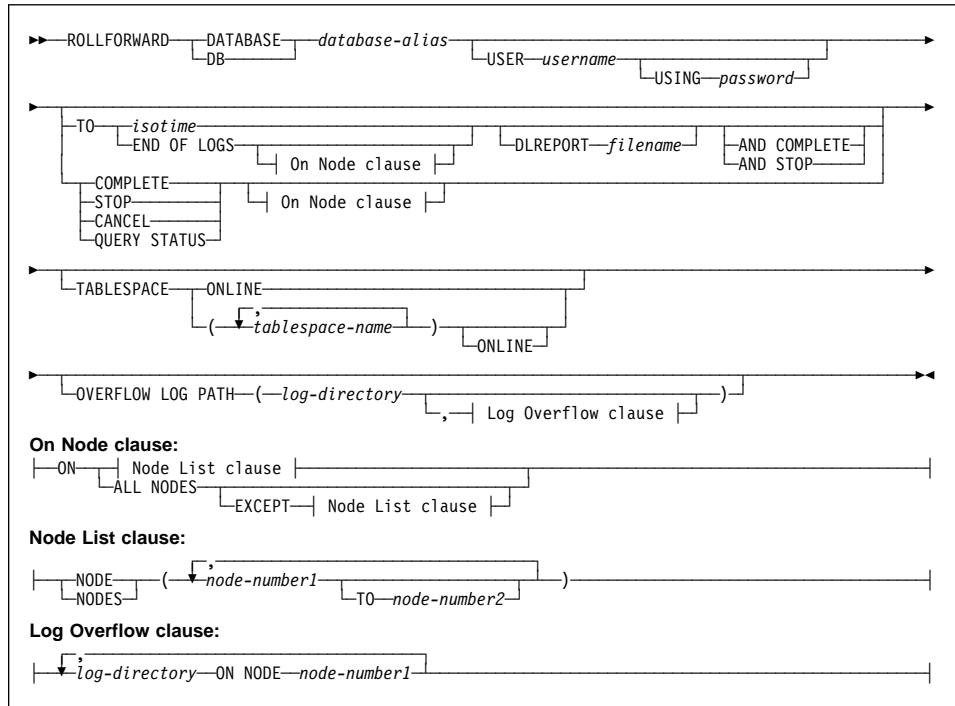 ROLLFORWARD DATABASE database-alias
DB USER username
USING password
TO isotime
END OF LOGS DLREPORT filename AND COMPLETE
On Node clause AND STOP
COMPLETE
STOP On Node clause
CANCEL
QUERY STATUS
TABLESPACE ONLINE
,
( tablespace-name )
ONLINE
OVERFLOW LOG PATH ( log-directory )
, Log Overflow clause
On Node clause:
ON Node List clause
ALL NODES
EXCEPT Node List clause
Node List clause:
,
NODE ( node-number1 )
NODES TO node-number2
Log Overflow clause:
,
log-directory ON NODE node-number1